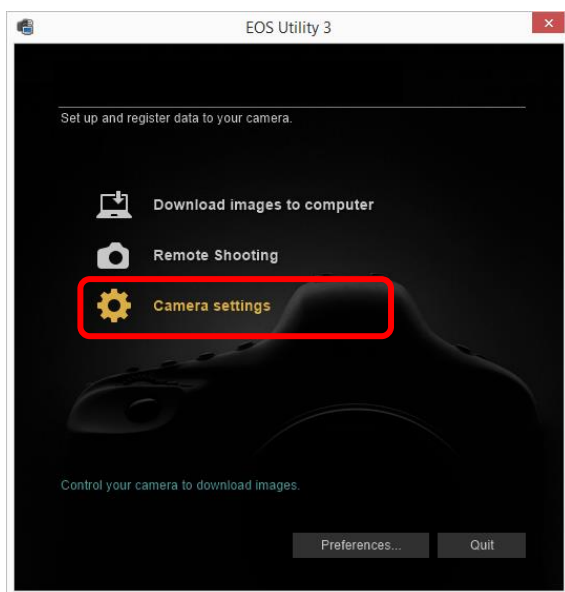 EOS Utility 3
Set up and register data to your camera.
Download images to computer
Remote Shooting
Camera settings
Control your camera to download images.
Preferences... Quit